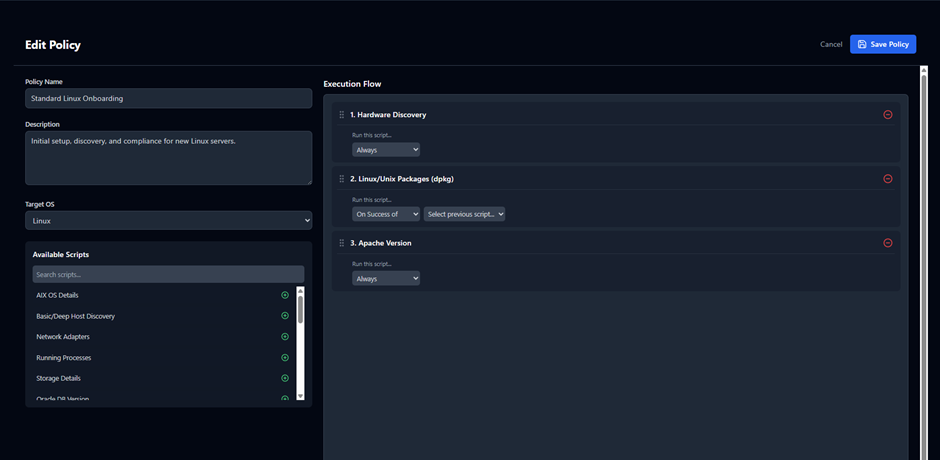 Edit Policy
Cancel
Save Policy
Policy Name
Standard Linux Onboarding
Description
Initial setup, discovery, and compliance for new Linux servers.
Target OS
Linux
Available Scripts
Search scripts...
AIX OS Details
Basic/Deep Host Discovery
Network Adapters
Running Processes
Storage Details
Oracle DB Version
Execution Flow
1. Hardware Discovery
Run this script...
Always
2. Linux/Unix Packages (dpkg)
Run this script...
On Success of
Select previous script...
3. Apache Version
Run this script...
Always